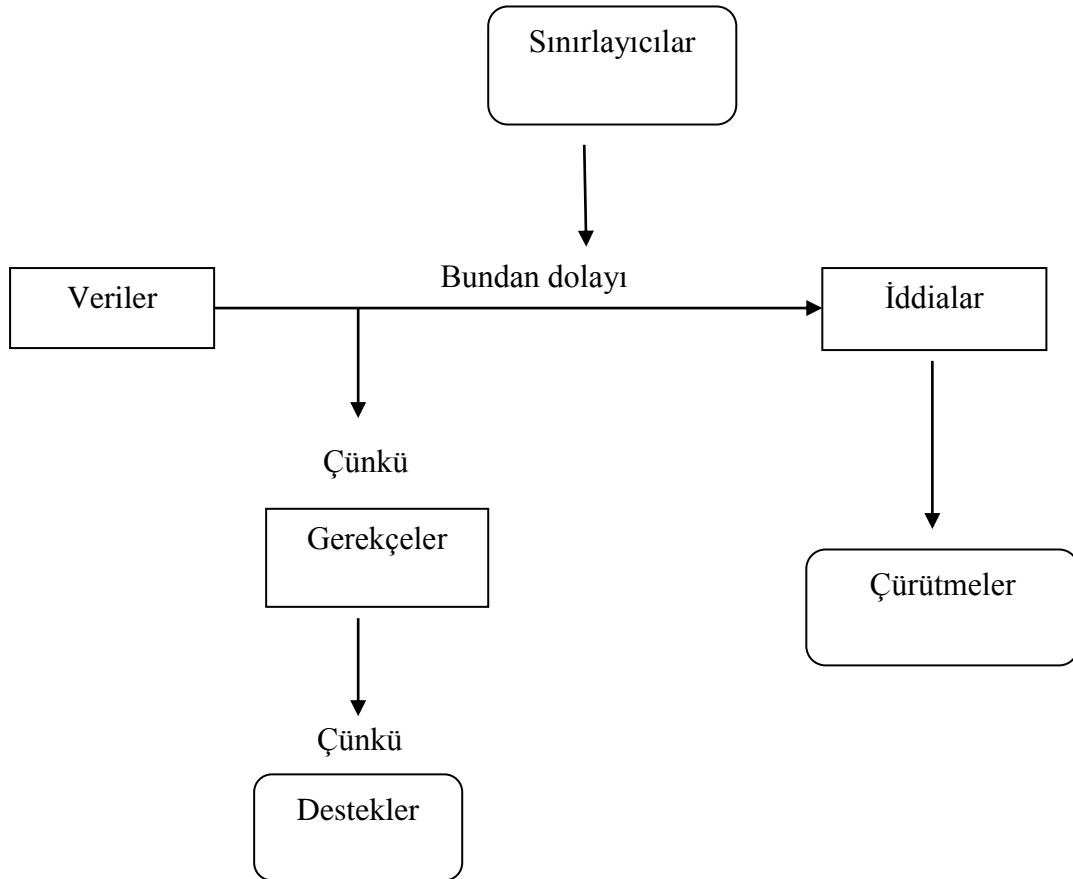 Sınırlayıcılar
Bundan dolayı
Veriler
İddialar
Çünkü
Gerekçeler
Çürütmeler
Çünkü
Destekler